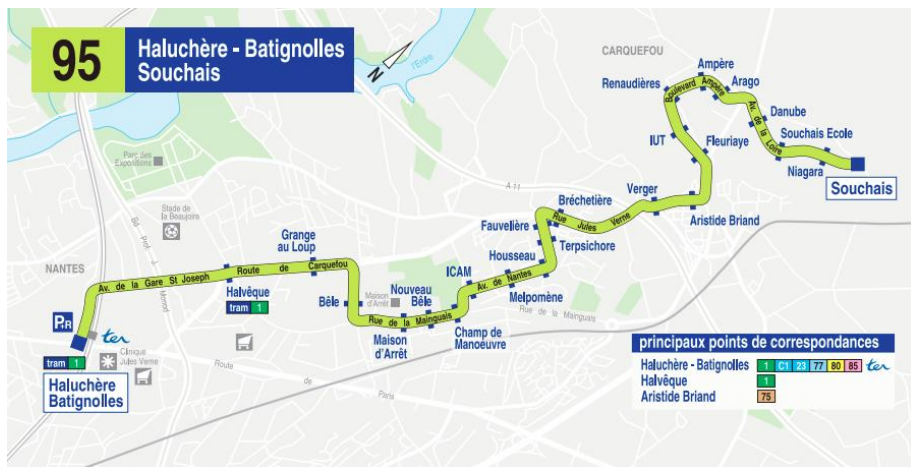 95
Haluchère - Batignolles
Souchais
N
l'Erdre
CARQUEFOU
Ampère
Renaudières
Boulevard Ampère
Arago
Danube
Av. de la Loire
Souchais Ecole
IUT
Fleuriaye
Niagara
Souchais
Parc des
Expositions
A-11
Verger
Bréchetière
Rue Jules Verne
Aristide Briand
Stade de
la Beaujoire
Fauvelière
Terpsichore
Bd Prof. J. Monod
Grange
au Loup
Housseau
ICAM
Av. de Nantes
NANTES
Av. de la Gare St Joseph
Route de Carquefou
Halvêque
tram 1
Bêle
Maison
d'Arrêt
Nouveau
Bêle
Melpomène
Rue de la Mainguais
Rue de la Mainguais
Champ de
Manoeuvre
Maison
d'Arrêt
P+R
ter
tram 1
Clinique
Jules Verne
Haluchère
Batignolles
Route de Paris
principaux points de correspondances
Haluchère - Batignolles 1 C1 23 77 80 85 ter
Halvêque 1
Aristide Briand 75